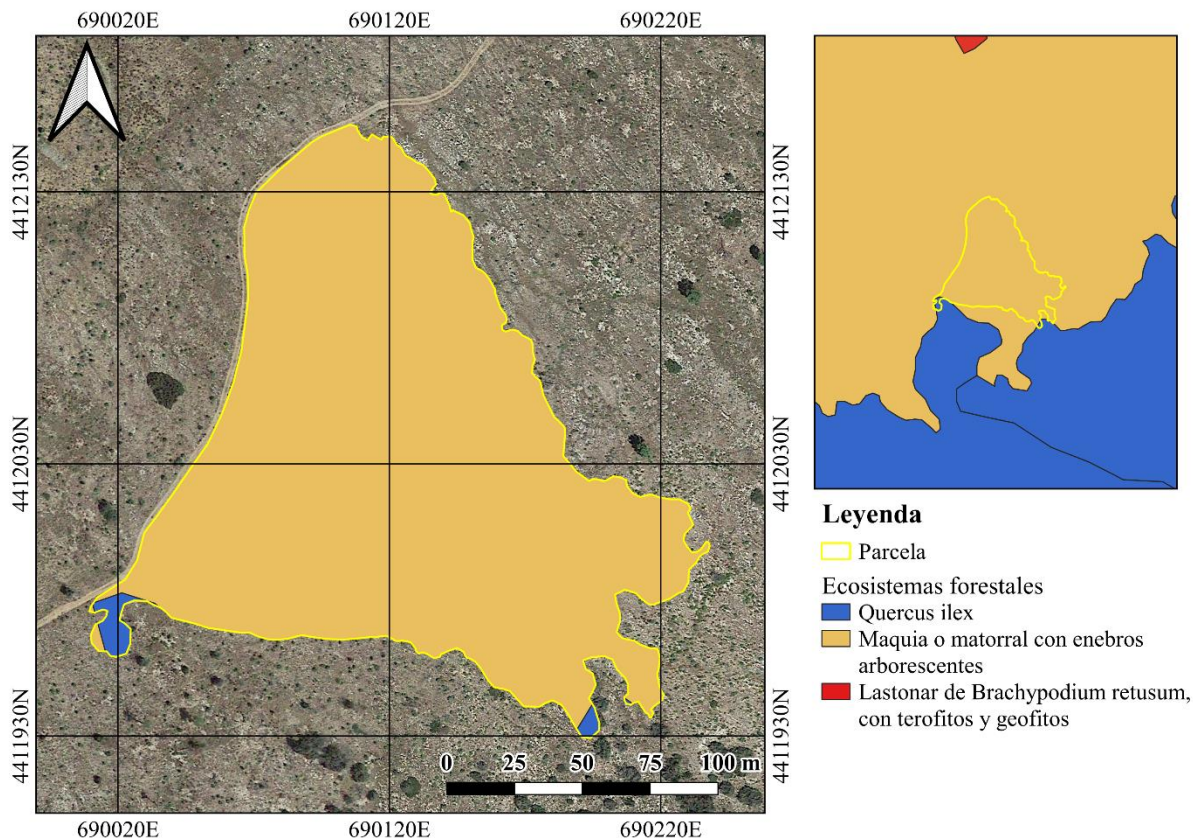 690020E
690120E
690220E
4412130N
4412130N
4412030N
4412030N
4411930N
4411930N
0 25 50 75 100 m
690020E
690120E
690220E
Leyenda
Parcela
Ecosistemas forestales
Quercus ilex
Maquia o matorral con enebros
arborescentes
Lastonar de Brachypodium retusum,
con terofitos y geofitos